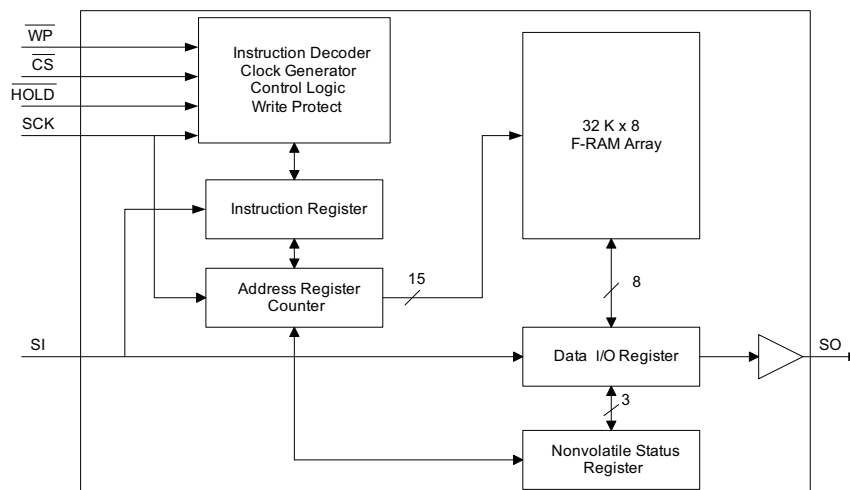 WP
CS
HOLD
SCK
Instruction Decoder
Clock Generator
Control Logic
Write Protect
32 K x 8
F-RAM Array
Instruction Register
Address Register
Counter
15
8
SI
Data I/O Register
SO
3
Nonvolatile Status
Register